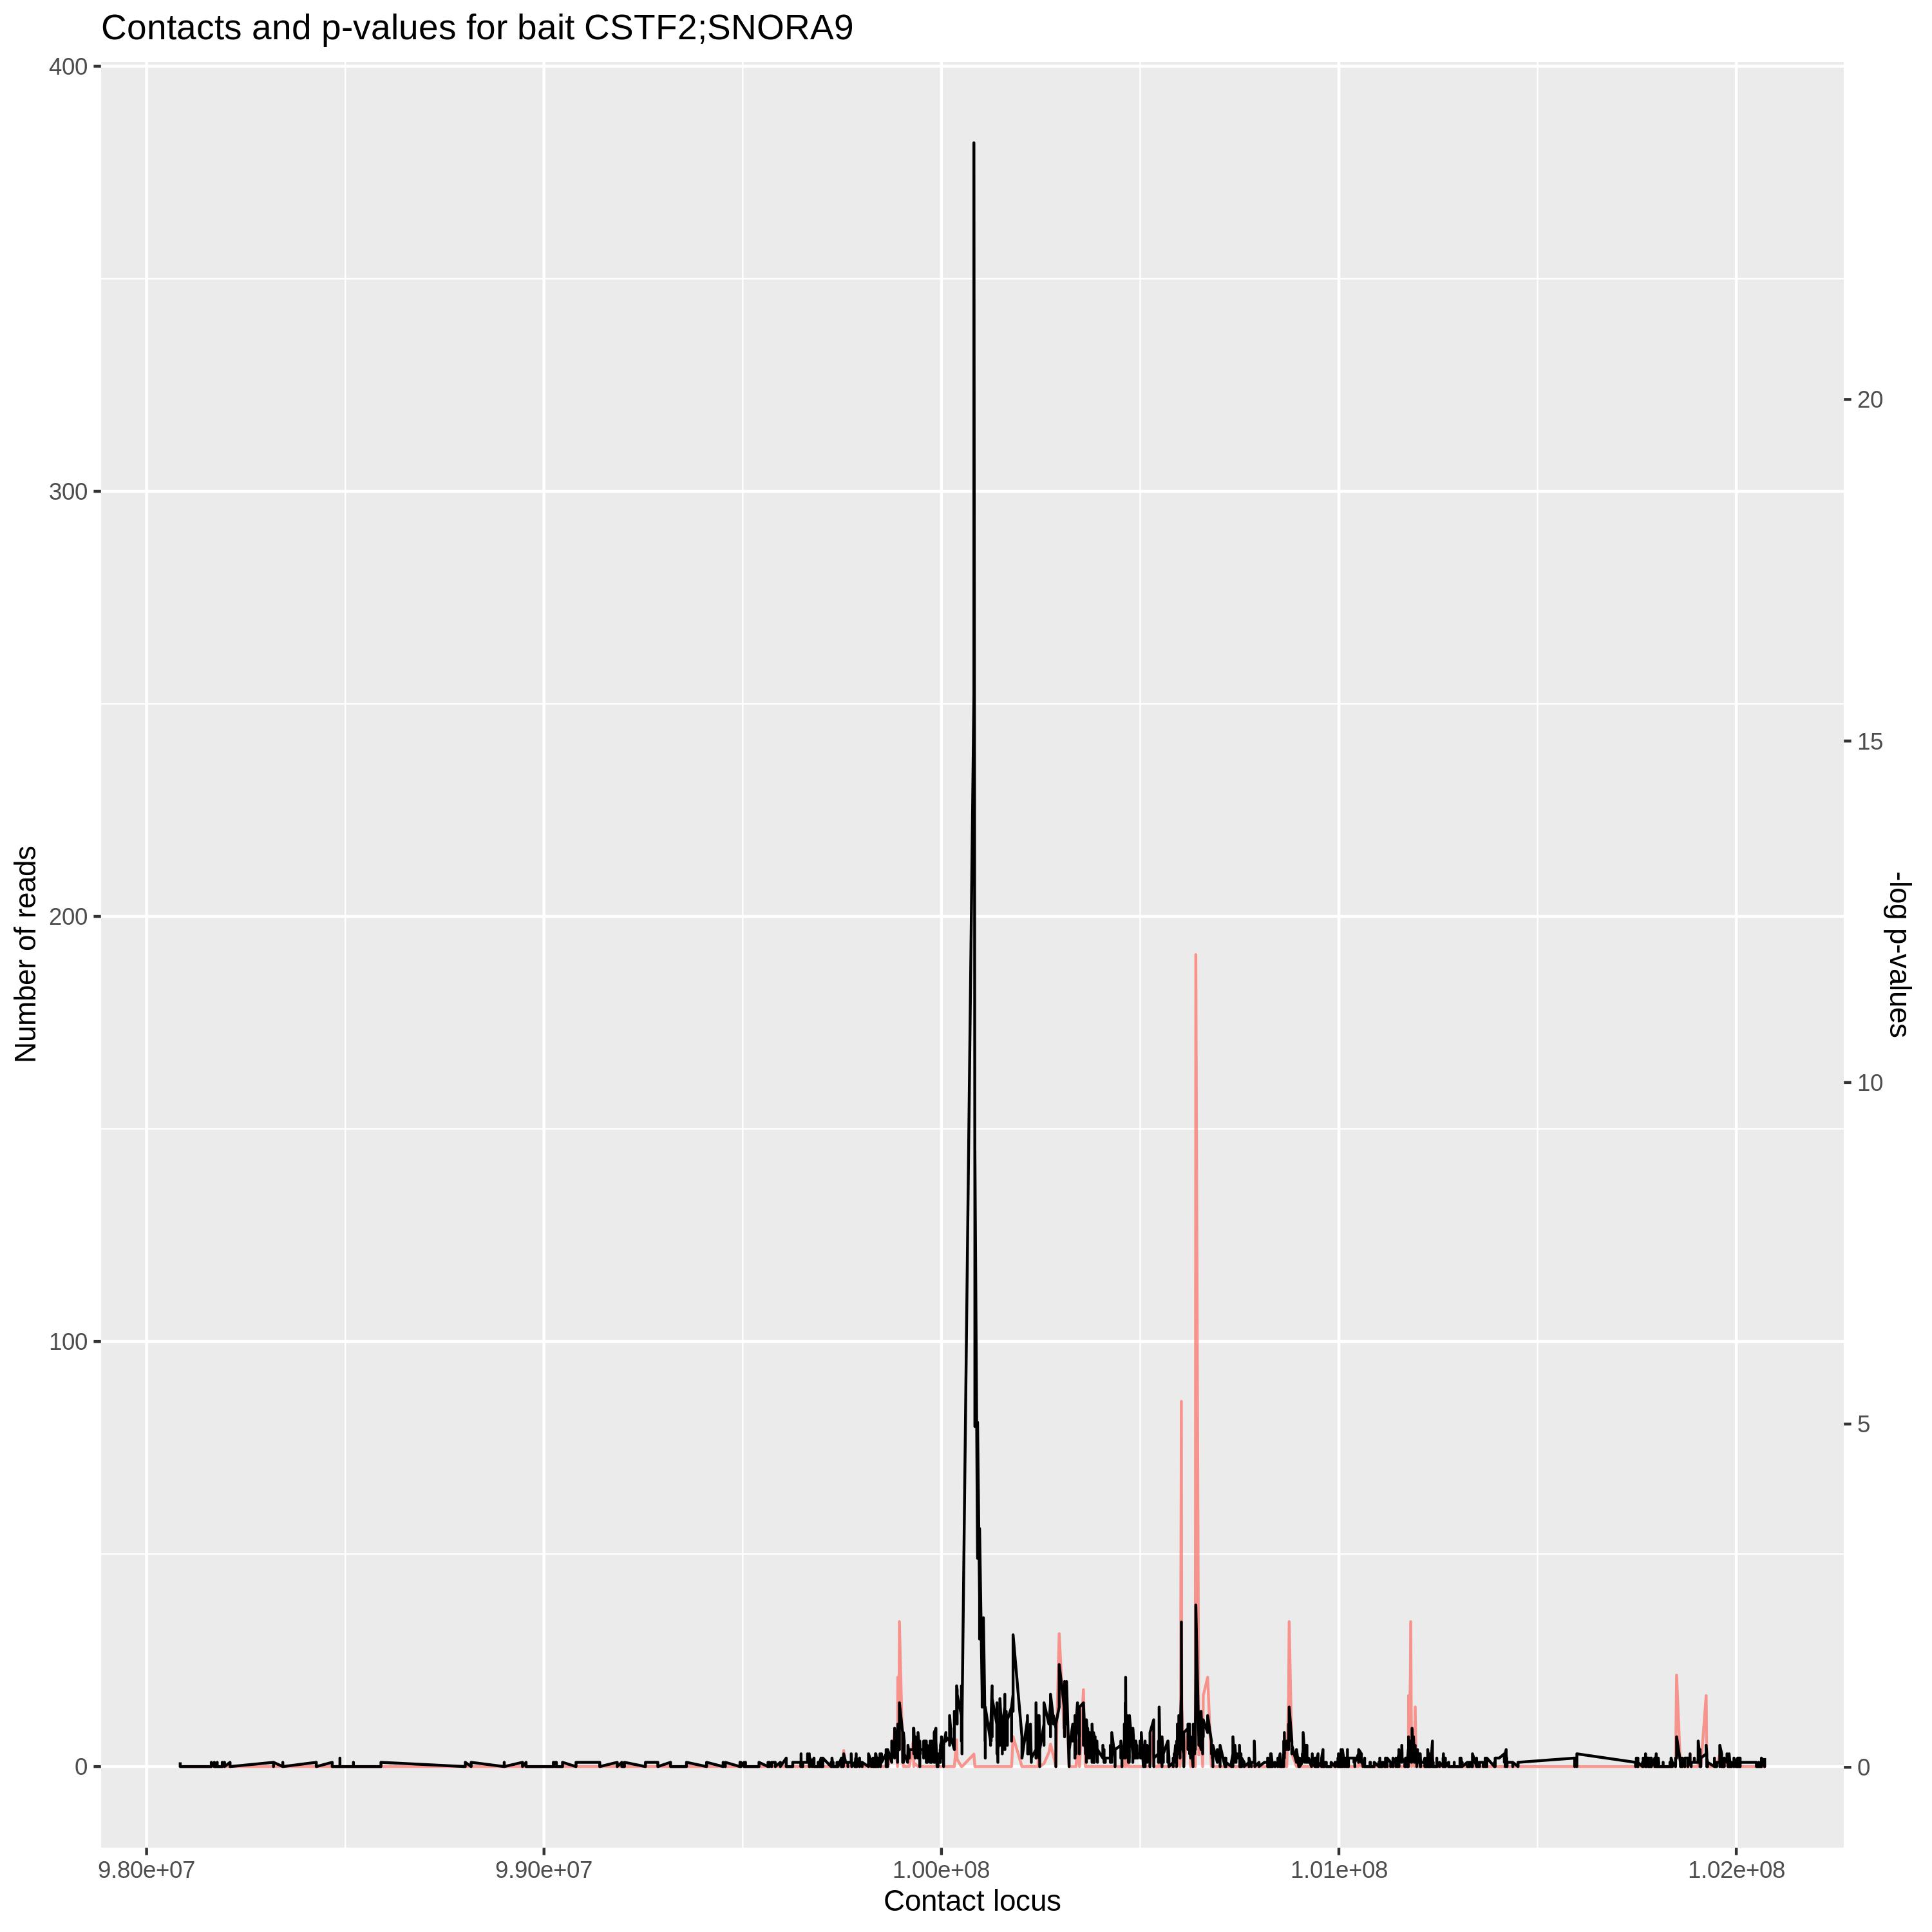 Contacts and p-values for bait CSTF2;SNORA9
400
300
200
100
0
Number of reads
20
15
10
5
0
-log p-values
9.80e+07
9.90e+07
1.00e+08
1.01e+08
1.02e+08
Contact locus